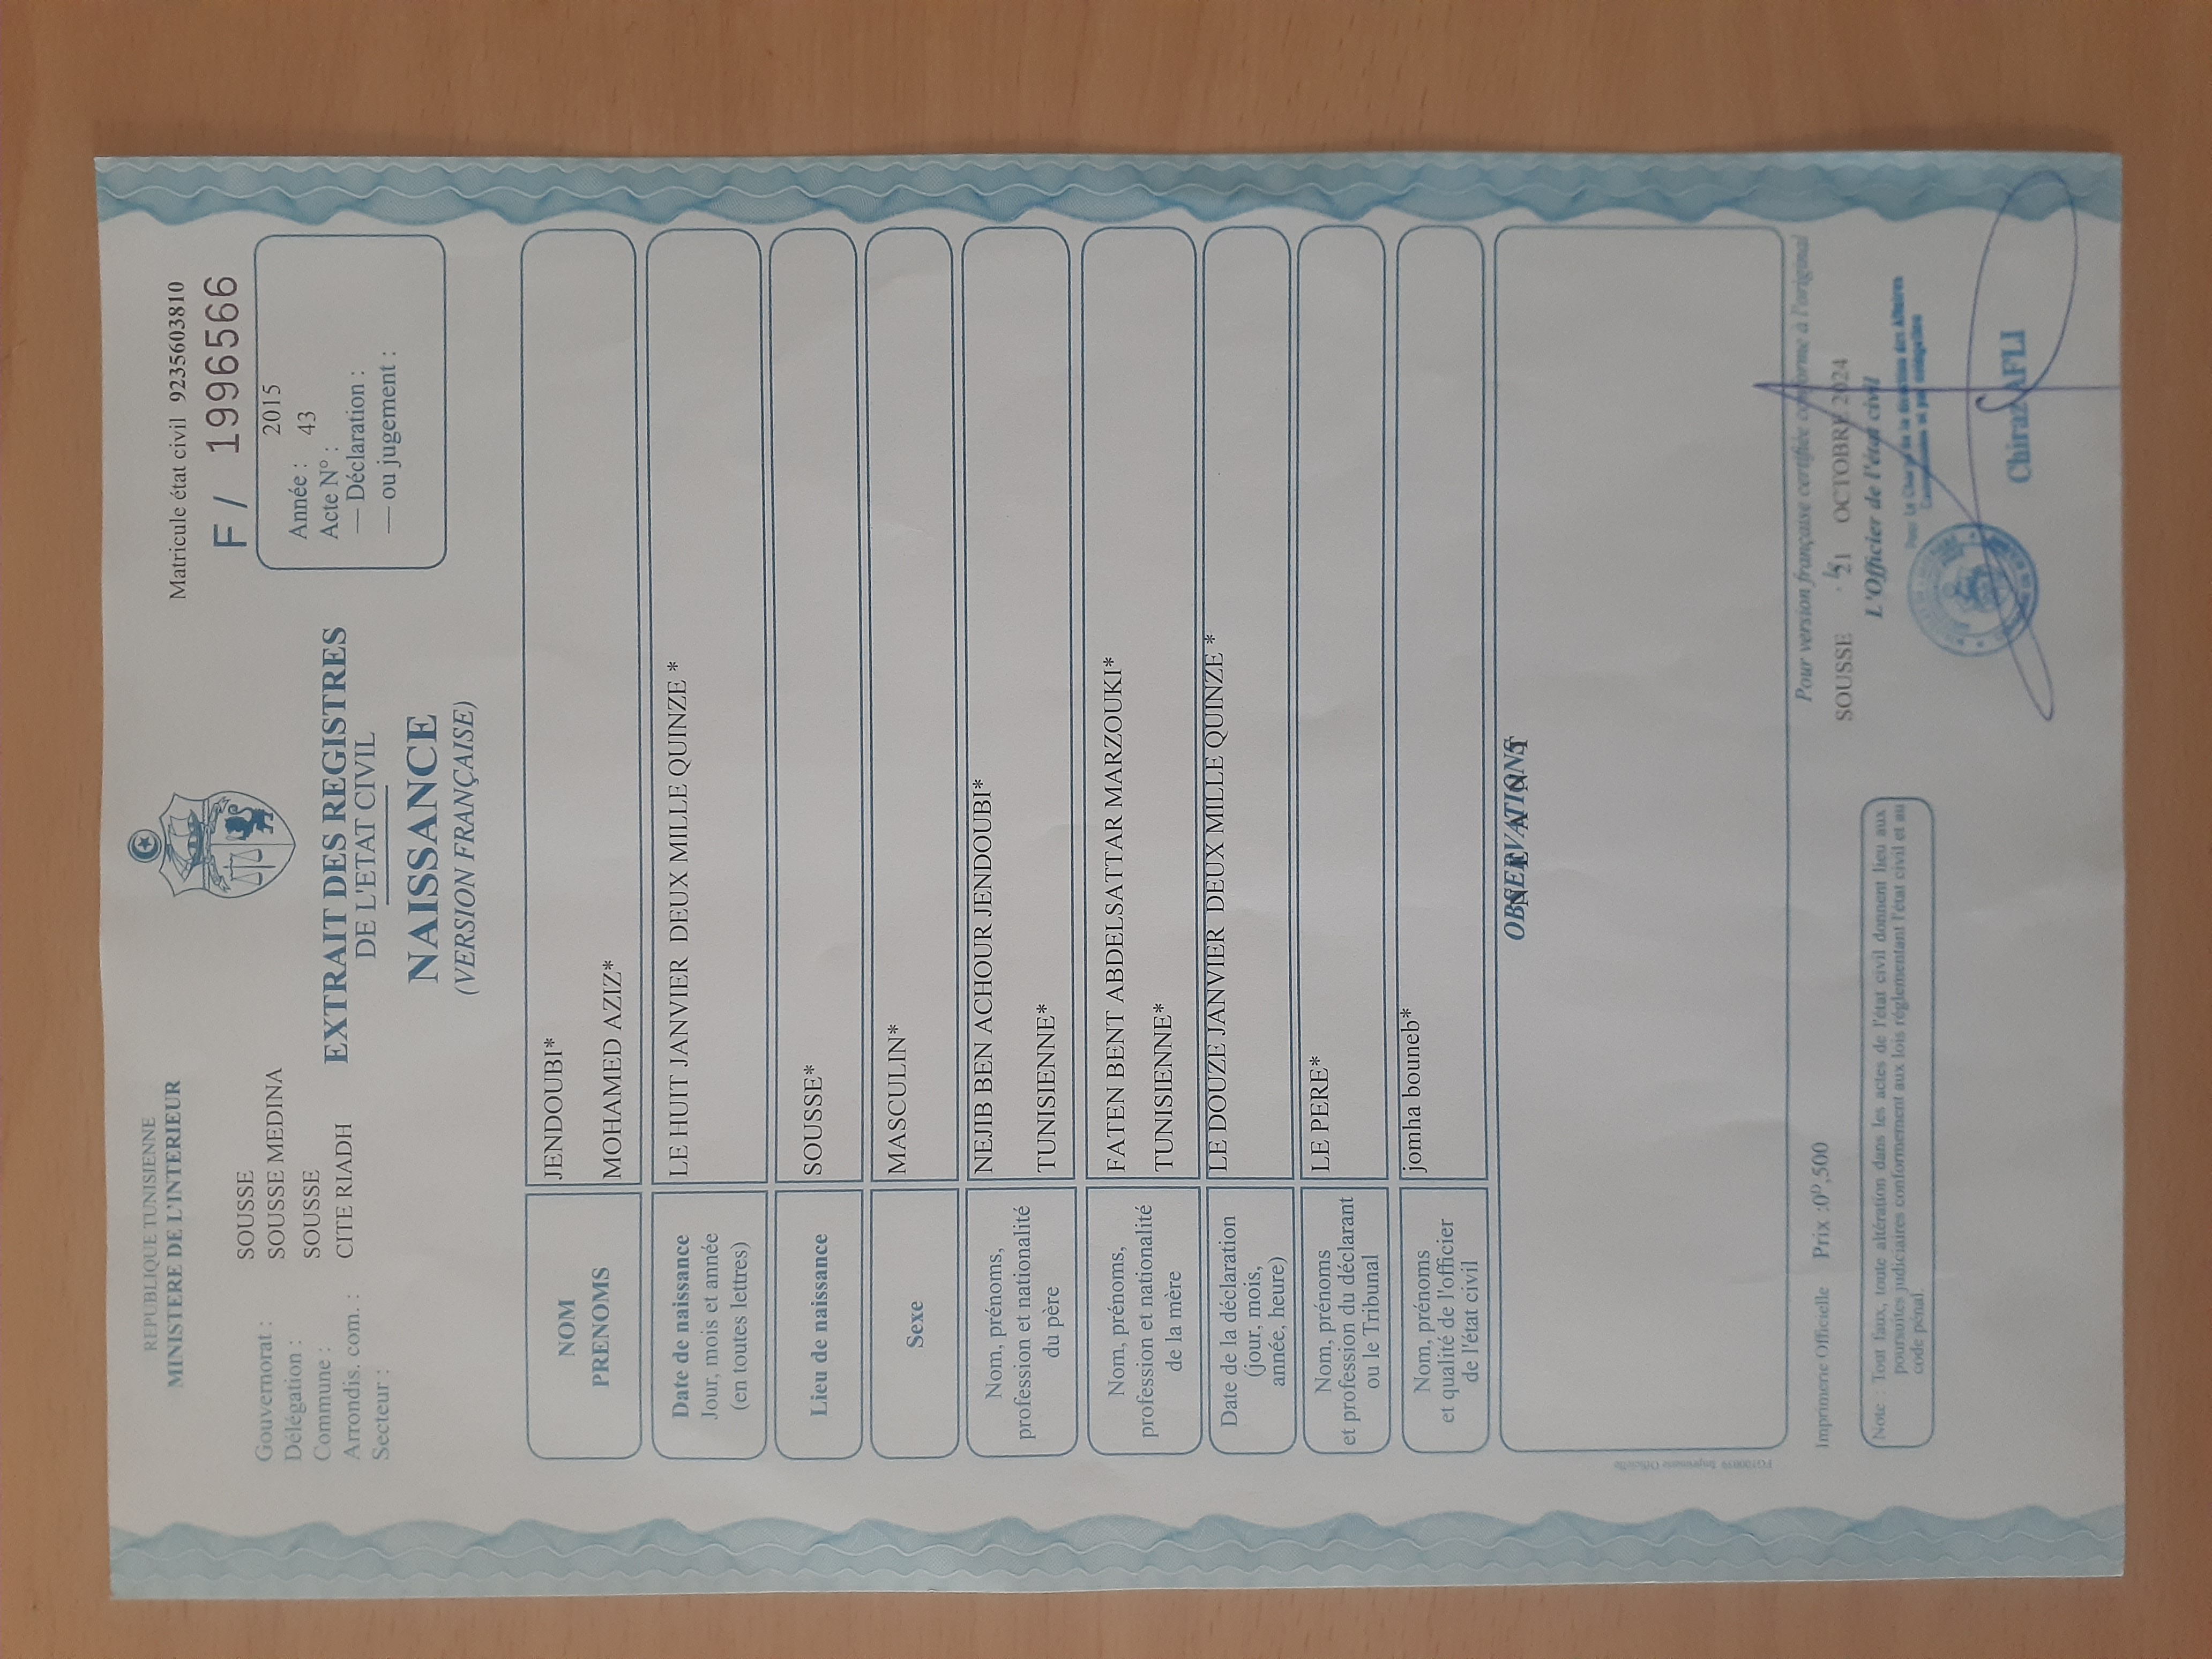 REPUBLIQUE TUNISIENNE
MINISTERE DE L'INTERIEUR
Matricule état civil 9235603810
F / 1996566
Gouvernorat : SOUSSE
Délégation : SOUSSE MEDINA
Commune : SOUSSE
Arrondis. com. : CITE RIADH
Secteur :
Année : 2015
Acte N° : 43
— Déclaration :
— ou jugement :
EXTRAIT DES REGISTRES
DE L'ETAT CIVIL
NAISSANCE
(VERSION FRANÇAISE)
NOM JENDOUBI*
PRENOMS MOHAMED AZIZ*
Date de naissance
Jour, mois et année
(en toutes lettres)
LE HUIT JANVIER DEUX MILLE QUINZE *
Lieu de naissance SOUSSE*
Sexe MASCULIN*
Nom, prénoms,
profession et nationalité
du père
NEJIB BEN ACHOUR JENDOUBI*
TUNISIENNE*
Nom, prénoms,
profession et nationalité
de la mère
FATEN BENT ABDELSATTAR MARZOUKI*
TUNISIENNE*
Date de la déclaration
(jour, mois,
année, heure)
LE DOUZE JANVIER DEUX MILLE QUINZE *
Nom, prénoms
et profession du déclarant
ou le Tribunal
LE PERE*
Nom, prénoms
et qualité de l'officier
de l'état civil
jomha bouneb*
OBSERVATIONS
N E A N T
Imprimerie Officielle Prix :0ᴰ,500
Pour version française certifiée conforme à l'original
SOUSSE 21 OCTOBRE 2024
L'Officier de l'état civil
Chiraz AFLI
Note : Tout faux, toute altération dans les actes de l'état civil donnent lieu aux
poursuites judiciaires conformement aux lois réglementant l'état civil et au
code pénal.